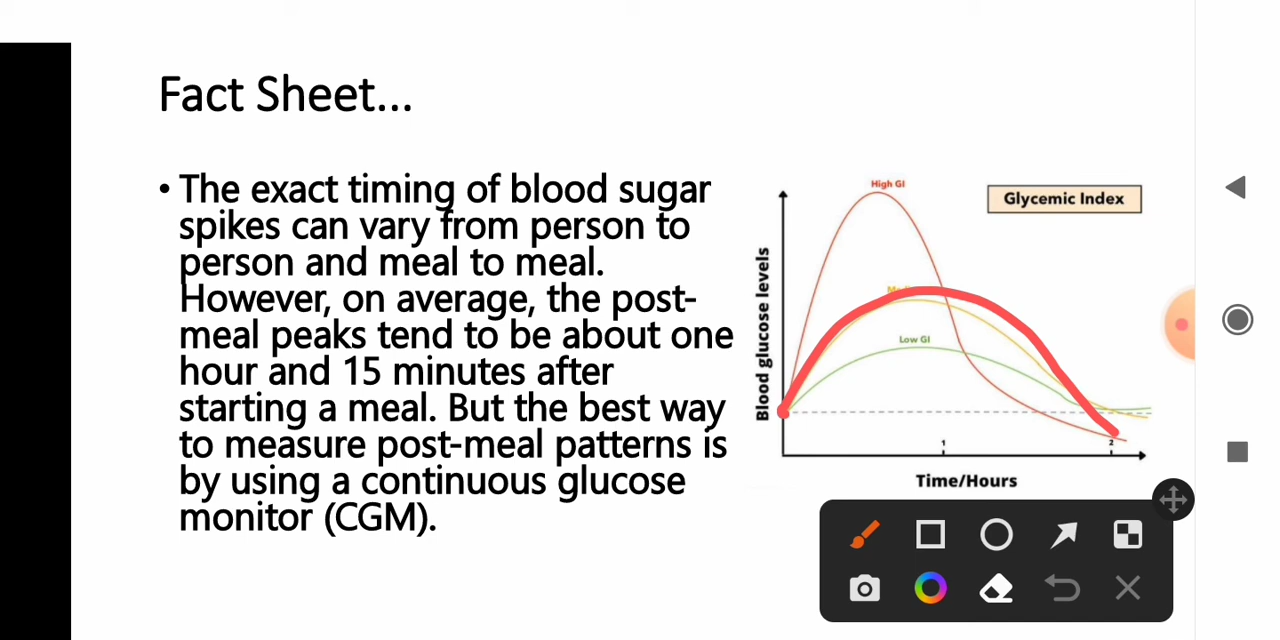 Fact Sheet...
• The exact timing of blood sugar
spikes can vary from person to
person and meal to meal.
However, on average, the post-
meal peaks tend to be about one
hour and 15 minutes after
starting a meal. But the best way
to measure post-meal patterns is
by using a continuous glucose
monitor (CGM).
High GI
Glycemic Index
Low GI
Blood glucose levels
1
2
Time/Hours